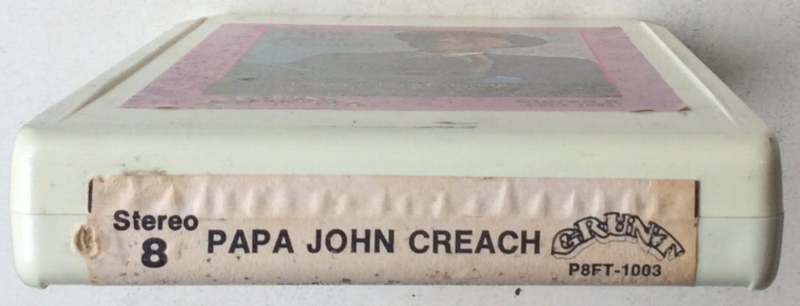 Stereo
8
PAPA JOHN CREACH
GRUNT
P8FT-1003